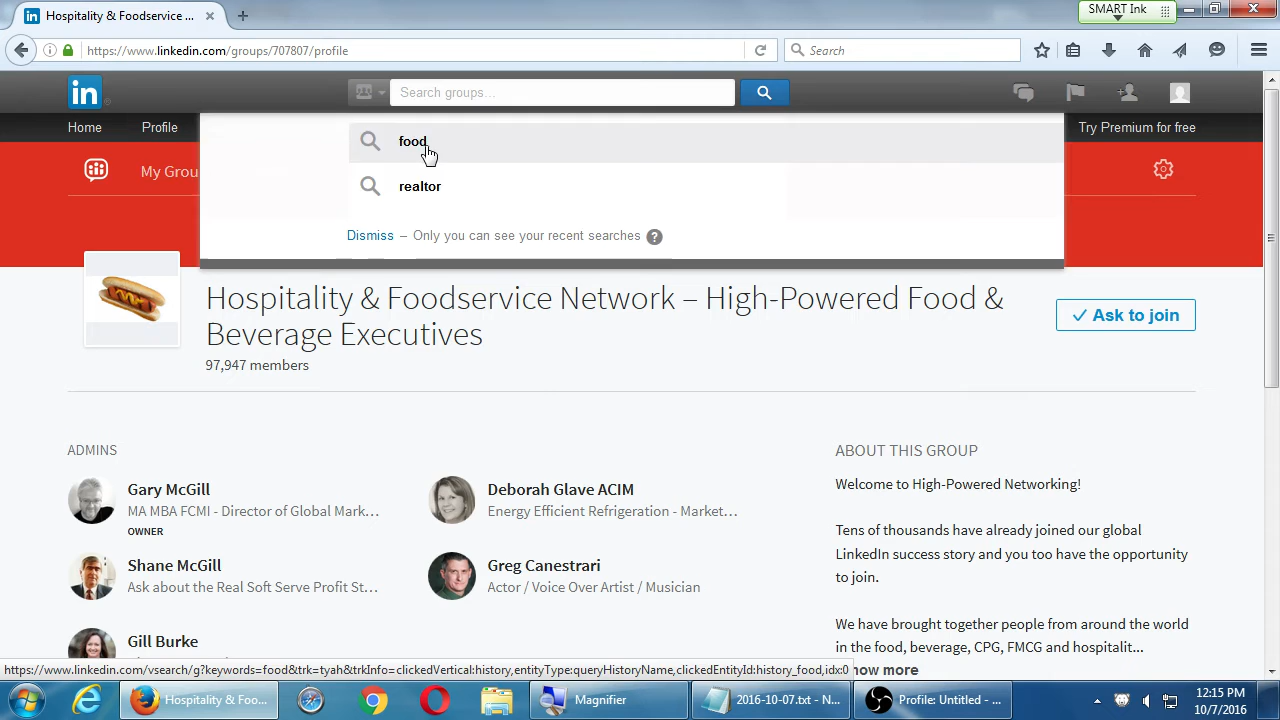 Hospitality & Foodservice ...
SMART Ink
https://www.linkedin.com/groups/707807/profile
Search
in
Search groups...
Home
Profile
Try Premium for free
food
realtor
My Grou
Dismiss – Only you can see your recent searches ?
Hospitality & Foodservice Network – High-Powered Food &
Beverage Executives
97,947 members
Ask to join
ADMINS
Gary McGill
MA MBA FCMI - Director of Global Mark...
OWNER
Deborah Glave ACIM
Energy Efficient Refrigeration - Market...
Shane McGill
Ask about the Real Soft Serve Profit St...
Greg Canestrari
Actor / Voice Over Artist / Musician
Gill Burke
ABOUT THIS GROUP
Welcome to High-Powered Networking!
Tens of thousands have already joined our global
LinkedIn success story and you too have the opportunity
to join.
We have brought together people from around the world
in the food, beverage, CPG, FMCG and hospitalit...
how more
https://www.linkedin.com/vsearch/g?keywords=food&trk=tyah&trkInfo=clickedVertical:history,entityType:queryHistoryName,clickedEntityId:history_food,idx:0
Hospitality & Foo...
Magnifier
2016-10-07.txt - N...
Profile: Untitled - ...
12:15 PM
10/7/2016